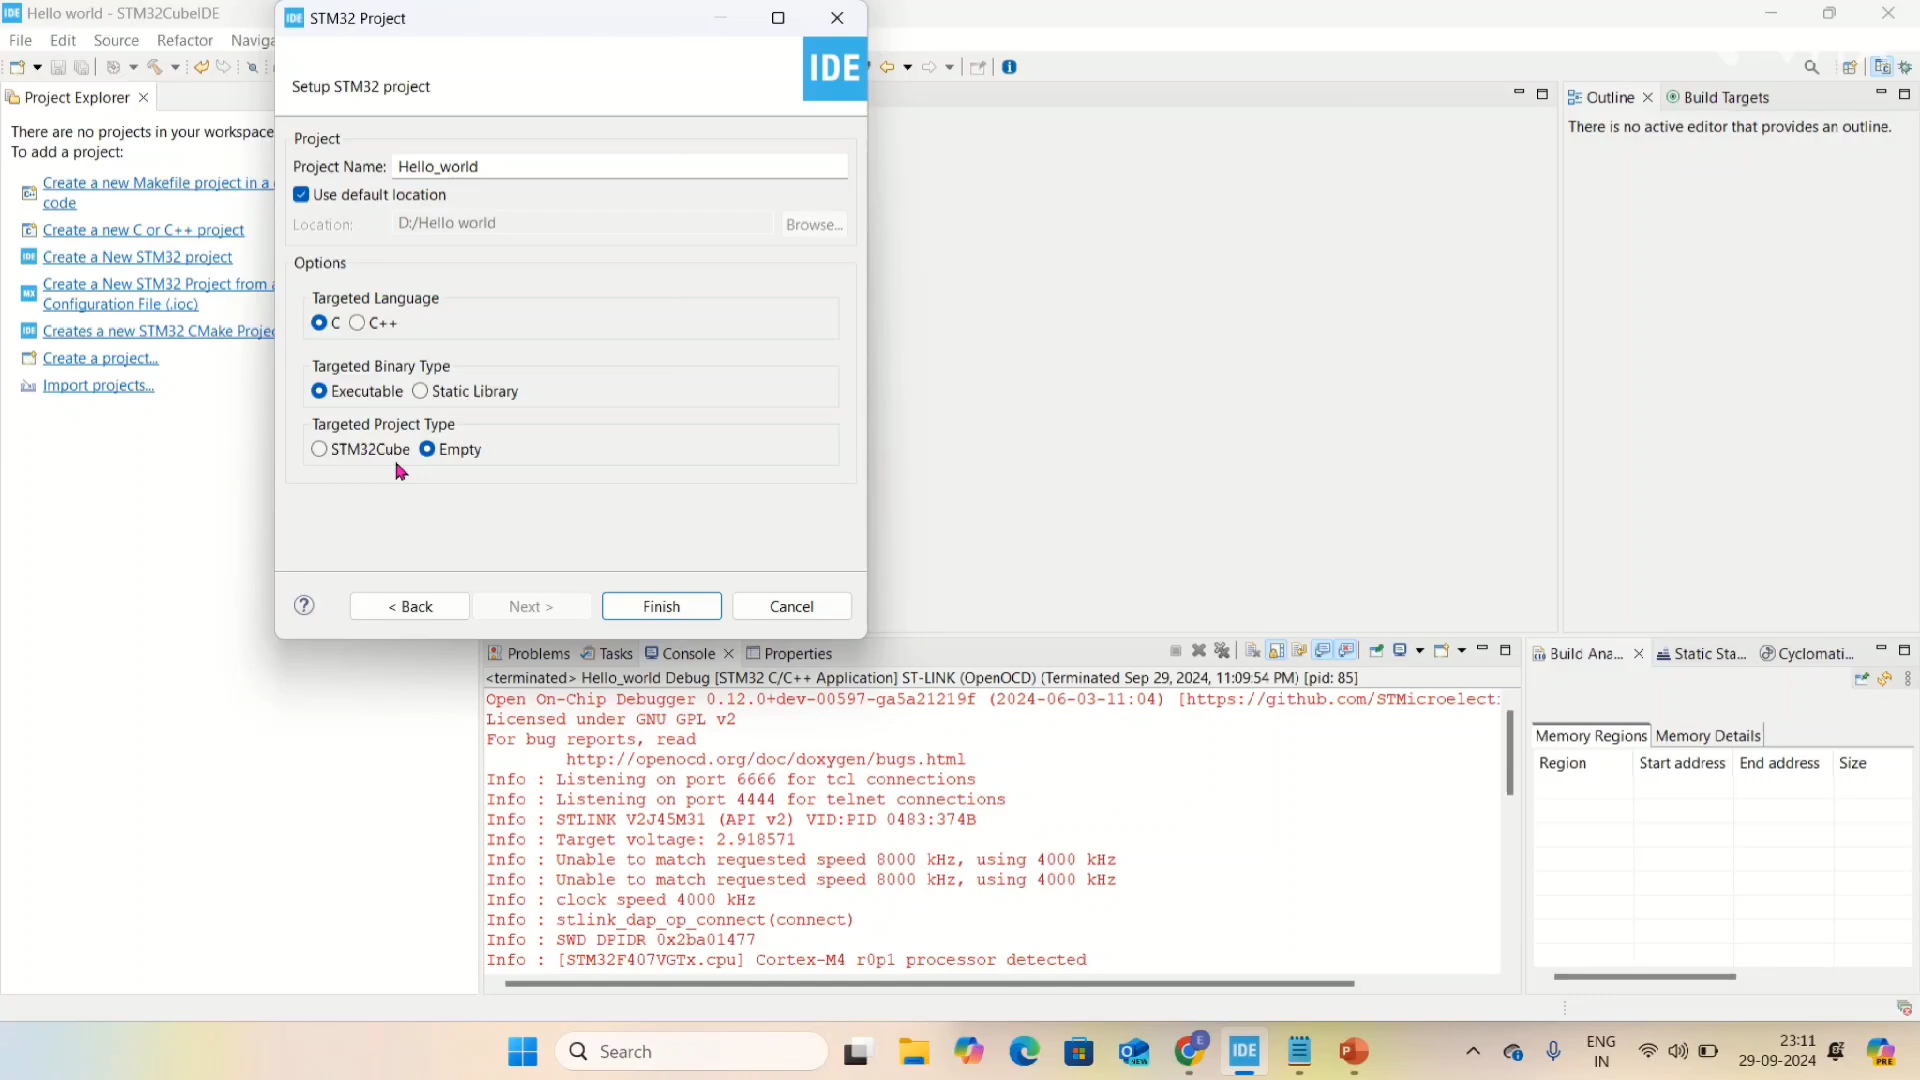 IDE Hello world - STM32CubeIDE
File Edit Source Refactor Naviga
Project Explorer
There are no projects in your workspace
To add a project:
Create a new Makefile project in a
code
Create a new C or C++ project
IDE Create a New STM32 project
MX Create a New STM32 Project from a
Configuration File (.ioc)
IDE Creates a new STM32 CMake Projec
Create a project...
Import projects...
IDE STM32 Project
IDE
Setup STM32 project
Project
Project Name: Hello_world
Use default location
Location: D:/Hello world Browse...
Options
Targeted Language
C C++
Targeted Binary Type
Executable Static Library
Targeted Project Type
STM32Cube Empty
? < Back Next > Finish Cancel
Outline Build Targets
There is no active editor that provides an outline.
Problems Tasks Console Properties
<terminated> Hello_world Debug [STM32 C/C++ Application] ST-LINK (OpenOCD) (Terminated Sep 29, 2024, 11:09:54 PM) [pid: 85]
Open On-Chip Debugger 0.12.0+dev-00597-ga5a21219f (2024-06-03-11:04) [https://github.com/STMicroelect
Licensed under GNU GPL v2
For bug reports, read
http://openocd.org/doc/doxygen/bugs.html
Info : Listening on port 6666 for tcl connections
Info : Listening on port 4444 for telnet connections
Info : STLINK V2J45M31 (API v2) VID:PID 0483:374B
Info : Target voltage: 2.918571
Info : Unable to match requested speed 8000 kHz, using 4000 kHz
Info : Unable to match requested speed 8000 kHz, using 4000 kHz
Info : clock speed 4000 kHz
Info : stlink_dap_op_connect(connect)
Info : SWD DPIDR 0x2ba01477
Info : [STM32F407VGTx.cpu] Cortex-M4 r0p1 processor detected
Build Ana... Static Sta... Cyclomati...
Memory Regions Memory Details
Region Start address End address Size
Search
IDE
ENG
IN
23:11
29-09-2024
PRE